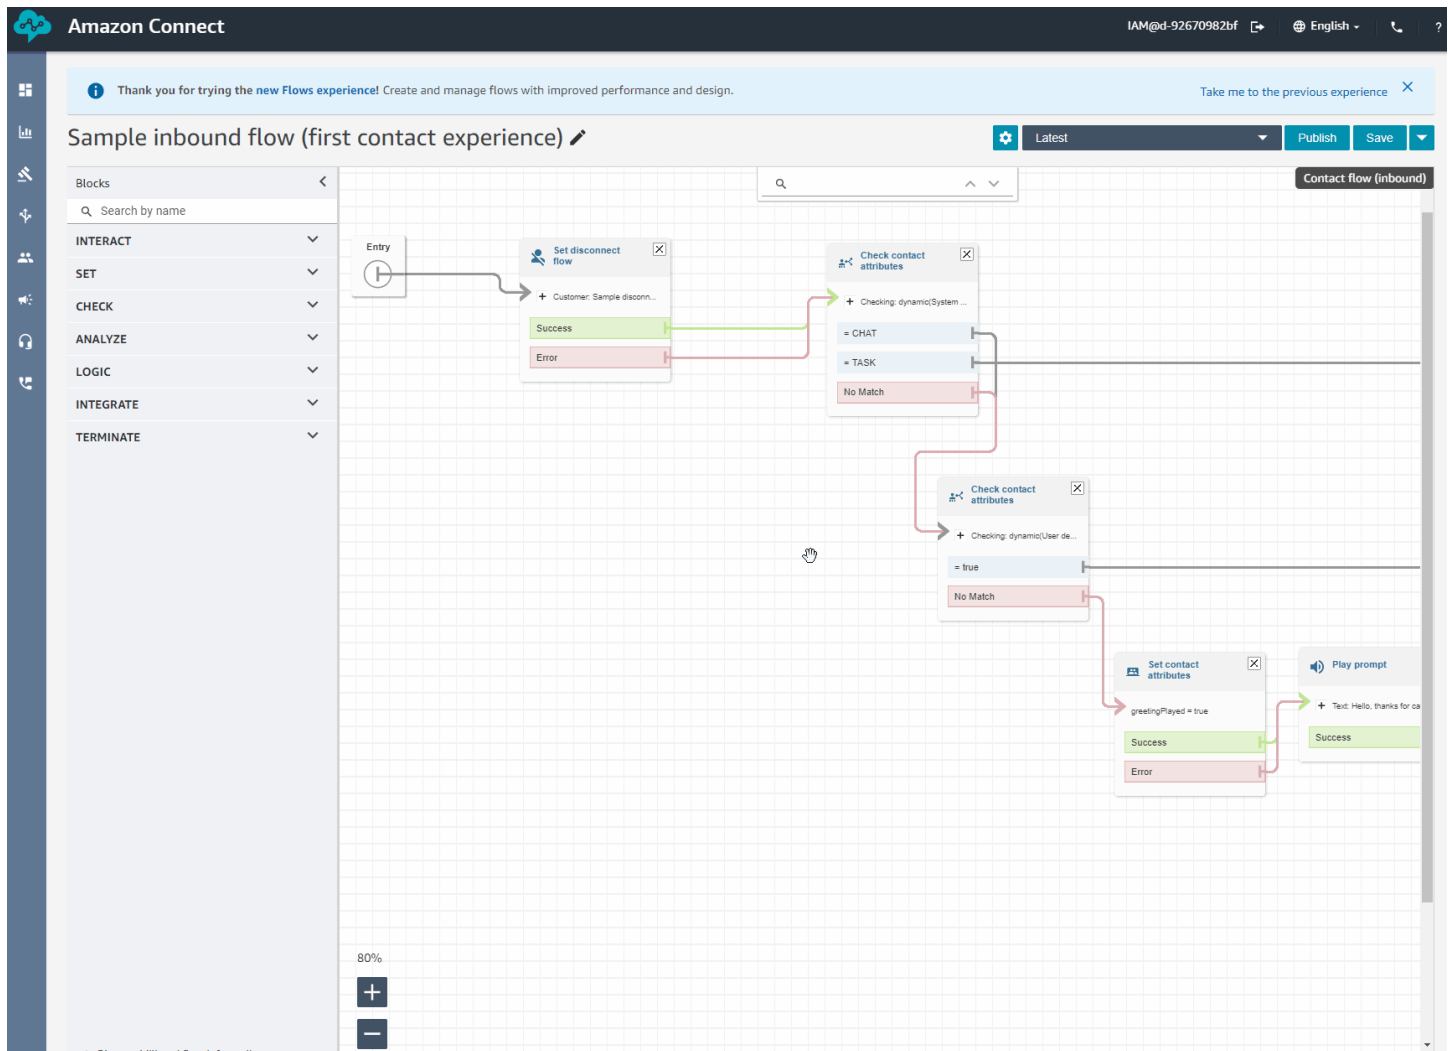 Amazon Connect
IAM@d-92670982bf
English
?
Thank you for trying the new Flows experience! Create and manage flows with improved performance and design.
Take me to the previous experience
Sample inbound flow (first contact experience)
Latest
Publish
Save
Blocks
Contact flow (inbound)
Search by name
INTERACT
SET
CHECK
ANALYZE
LOGIC
INTEGRATE
TERMINATE
Entry
Set disconnect
flow
Customer: Sample disconn...
Success
Error
Check contact
attributes
Checking: dynamic(System ...
= CHAT
= TASK
No Match
Check contact
attributes
Checking: dynamic(User de...
= true
No Match
Set contact
attributes
greetingPlayed = true
Success
Error
Play prompt
Text: Hello, thanks for ca
Success
80%